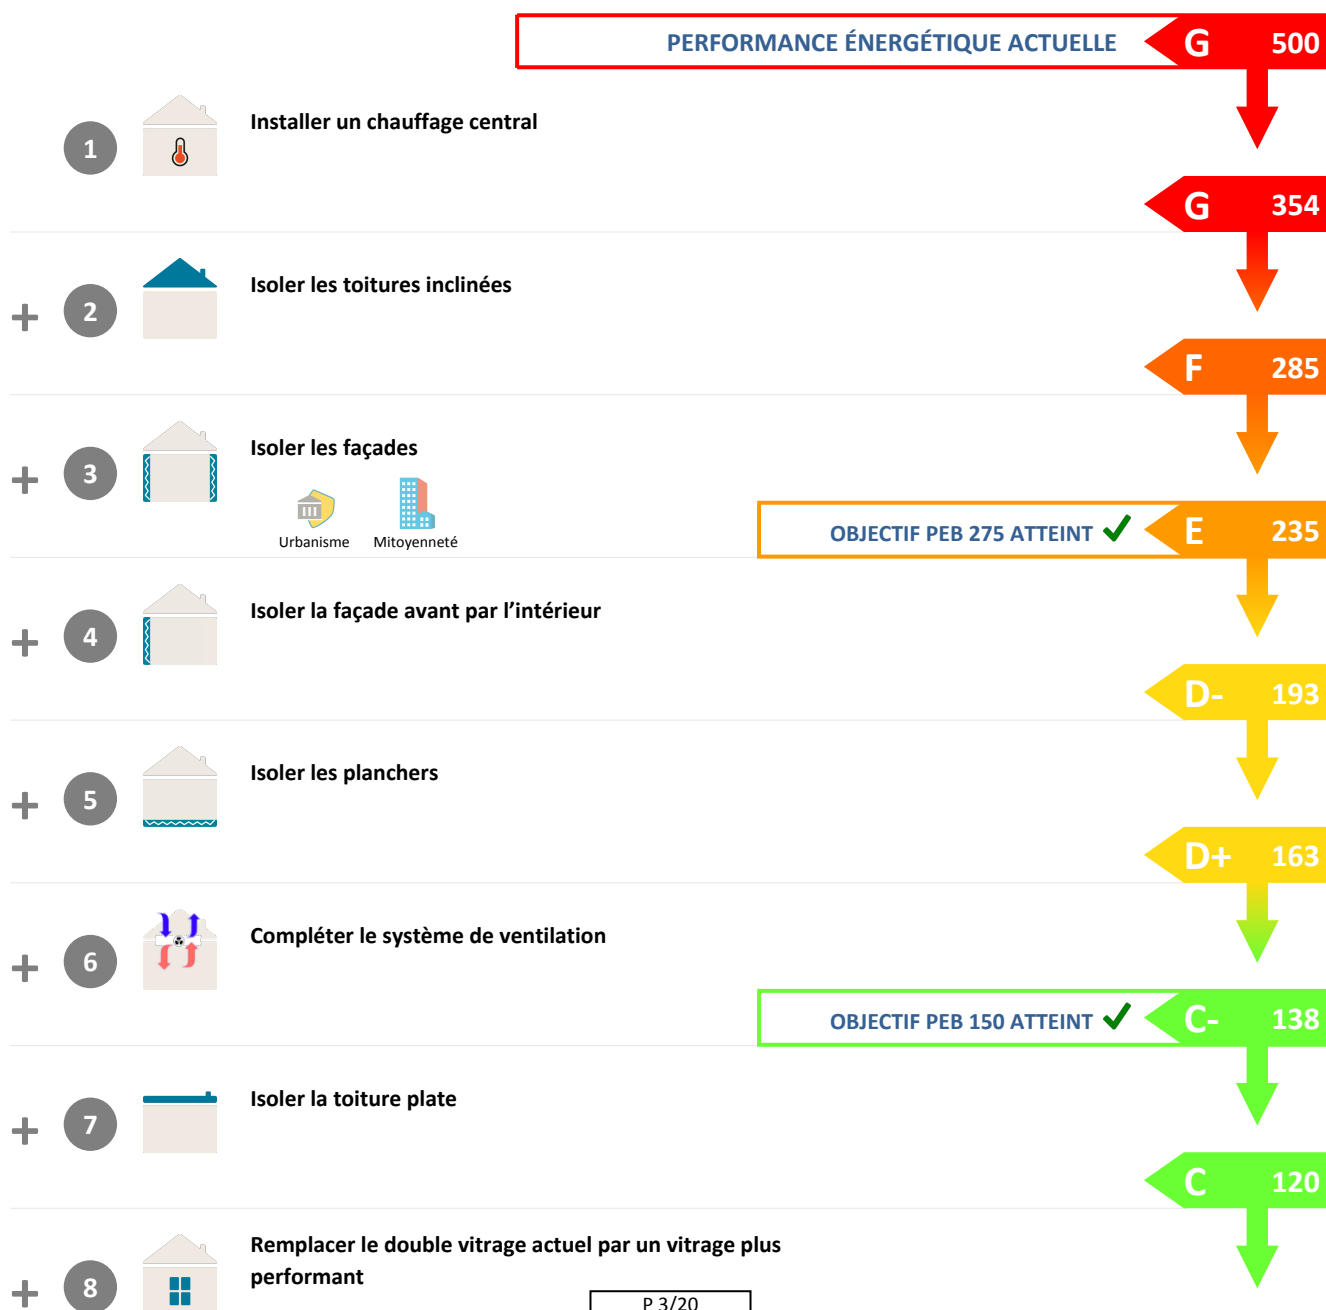 PERFORMANCE ÉNERGÉTIQUE ACTUELLE G 500
1 Installer un chauffage central
G 354
+ 2 Isoler les toitures inclinées
F 285
+ 3 Isoler les façades
Urbanisme Mitoyenneté
OBJECTIF PEB 275 ATTEINT E 235
+ 4 Isoler la façade avant par l’intérieur
D- 193
+ 5 Isoler les planchers
D+ 163
+ 6 Compléter le système de ventilation
OBJECTIF PEB 150 ATTEINT C- 138
+ 7 Isoler la toiture plate
C 120
+ 8 Remplacer le double vitrage actuel par un vitrage plus
performant
P 3/20